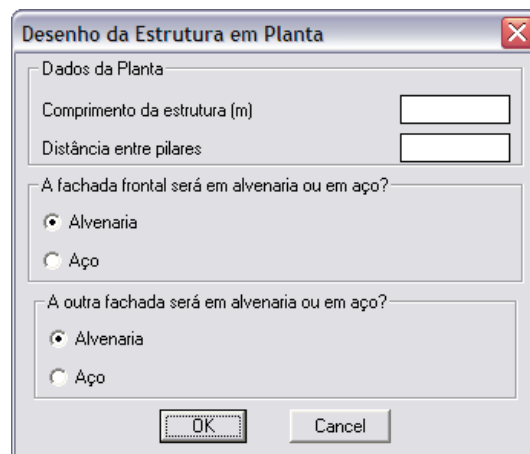 Desenho da Estrutura em Planta
Dados da Planta
Comprimento da estrutura (m)
Distância entre pilares
A fachada frontal será em alvenaria ou em aço?
Alvenaria
Aço
A outra fachada será em alvenaria ou em aço?
Alvenaria
Aço
OK Cancel